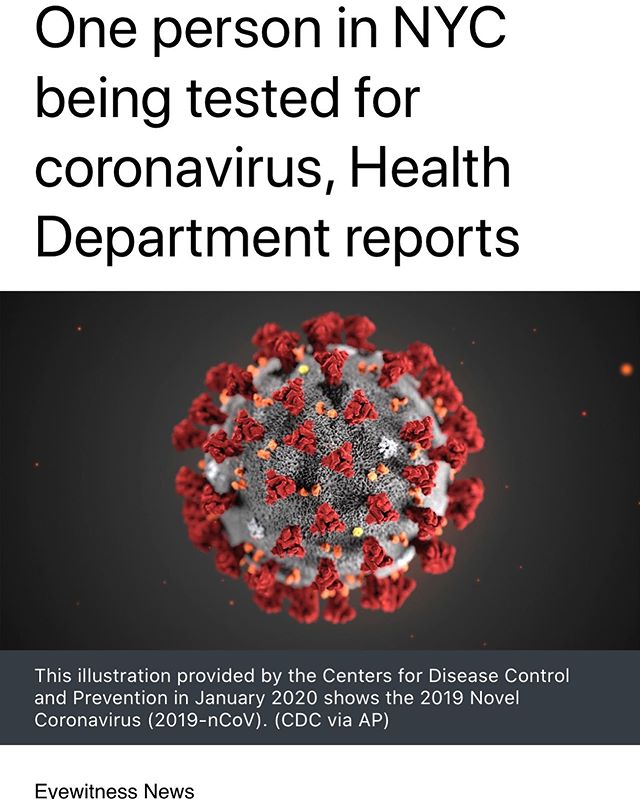 One person in NYC
being tested for
coronavirus, Health
Department reports
This illustration provided by the Centers for Disease Control
and Prevention in January 2020 shows the 2019 Novel
Coronavirus (2019-nCoV). (CDC via AP)
Eyewitness News